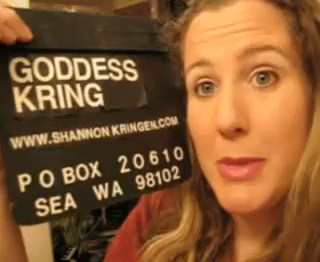 GODDESS
KRING
WWW.SHANNONKRINGEN.COM
P O BOX 20610
SEA WA 98102